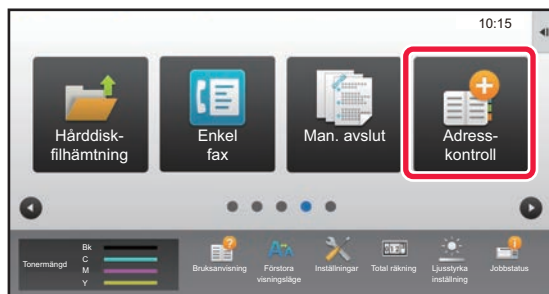 10:15
Hårddisk-
filhämtning
Enkel
fax
Man. avslut
Adress-
kontroll
Tonermängd
Bk
C
M
Y
Bruksanvisning
Förstora
visningsläge
Inställningar
Total räkning
Ljusstyrka
inställning
Jobbstatus